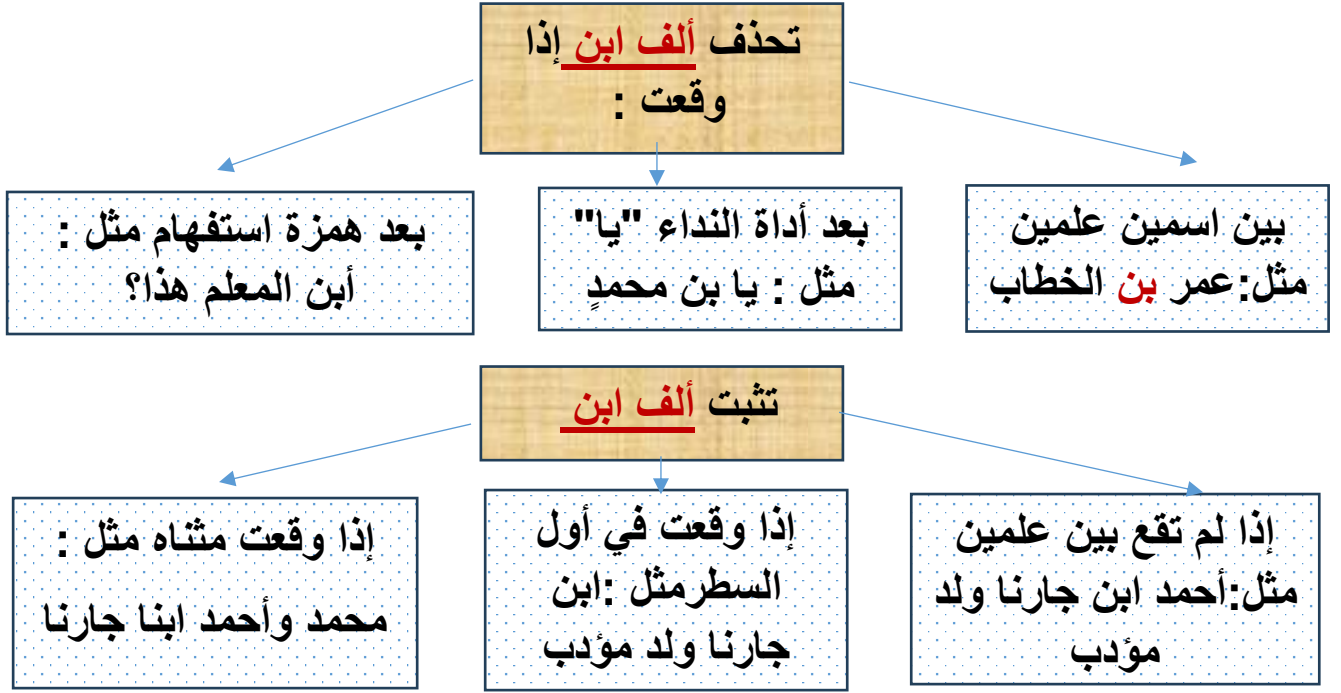 تحذف ألف ابن إذا
وقعت :
بين اسمين علمين
مثل:عمر بن الخطاب
بعد أداة النداء "يا"
مثل : يا بن محمدٍ
بعد همزة استفهام مثل :
أبن المعلم هذا؟
تثبت ألف ابن
إذا لم تقع بين علمين
مثل:أحمد ابن جارنا ولد
مؤدب
إذا وقعت في أول
السطرمثل :ابن
جارنا ولد مؤدب
إذا وقعت مثناه مثل :
محمد وأحمد ابنا جارنا